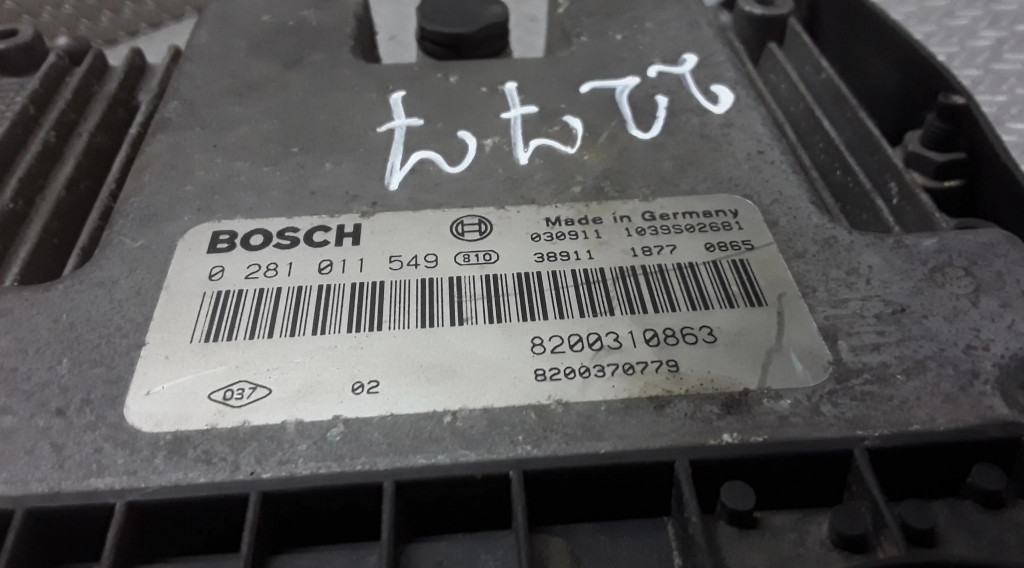 BOSCH
Made in Germany
030911 1039S02681
0 281 011 549 810
38911 1877 0865
8200310863
8200370779
037 02